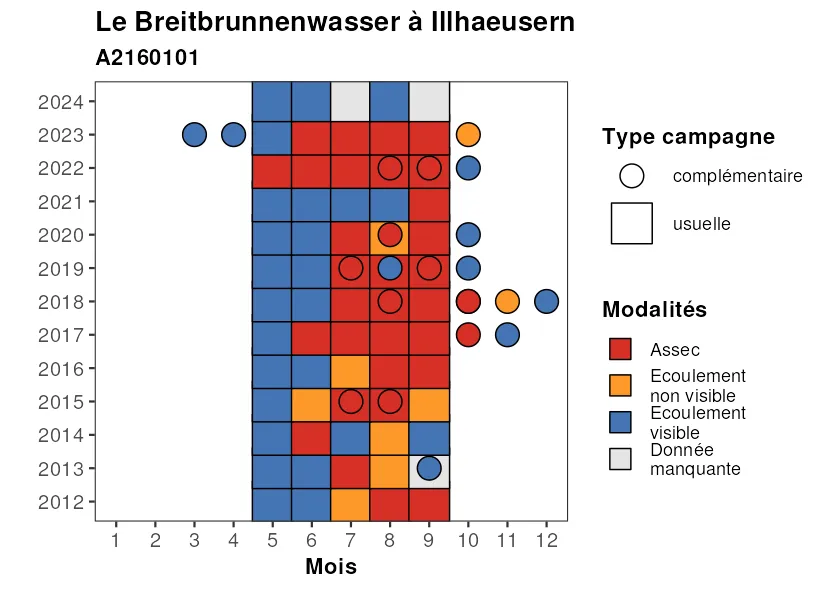 Le Breitbrunnenwasser à Illhaeusern
A2160101
2024
2023
2022
2021
2020
2019
2018
2017
2016
2015
2014
2013
2012
1 2 3 4 5 6 7 8 9 10 11 12
Mois
Type campagne
complémentaire
usuelle
Modalités
Assec
Ecoulement
non visible
Ecoulement
visible
Donnée
manquante